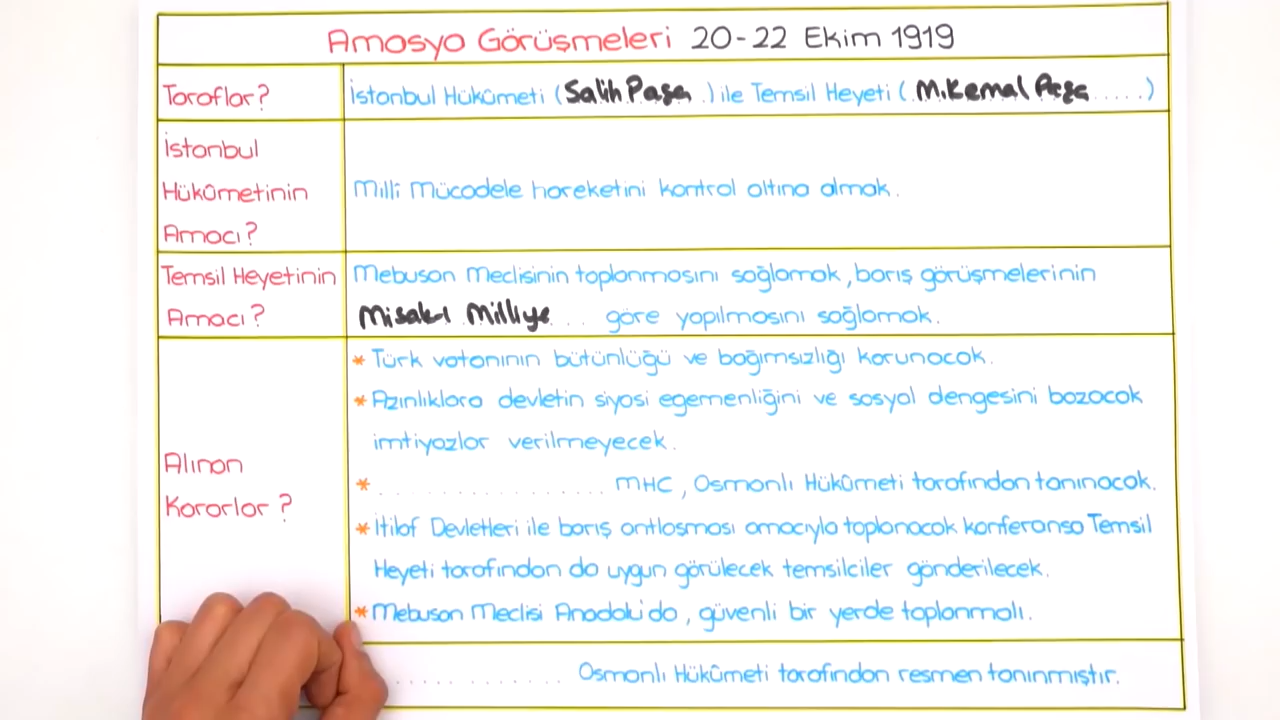 Amasya Görüşmeleri 20-22 Ekim 1919
Taraflar?
İstanbul Hükûmeti (Salih Paşa .) ile Temsil Heyeti (.M.Kemal Paşa.....)
İstanbul
Hükûmetinin
Amacı?
Milli Mücadele hareketini kontrol altına almak.
Temsil Heyetinin
Amacı?
Mebusan Meclisinin toplanmasını sağlamak, barış görüşmelerinin
Misakı Milliye ... göre yapılmasını sağlamak.
Alınan
Kararlar?
* Türk vatanının bütünlüğü ve bağımsızlığı korunacak.
* Azınlıklara devletin siyasi egemenliğini ve sosyal dengesini bozacak
imtiyazlar verilmeyecek.
* ................. MHC, Osmanlı Hükûmeti tarafından tanınacak.
* İtilaf Devletleri ile barış antlaşması amacıyla toplanacak konferansa Temsil
Heyeti tarafından da uygun görülecek temsilciler gönderilecek.
* Mebusan Meclisi Anadolu'da, güvenli bir yerde toplanmalı.
............. Osmanlı Hükûmeti tarafından resmen tanınmıştır.